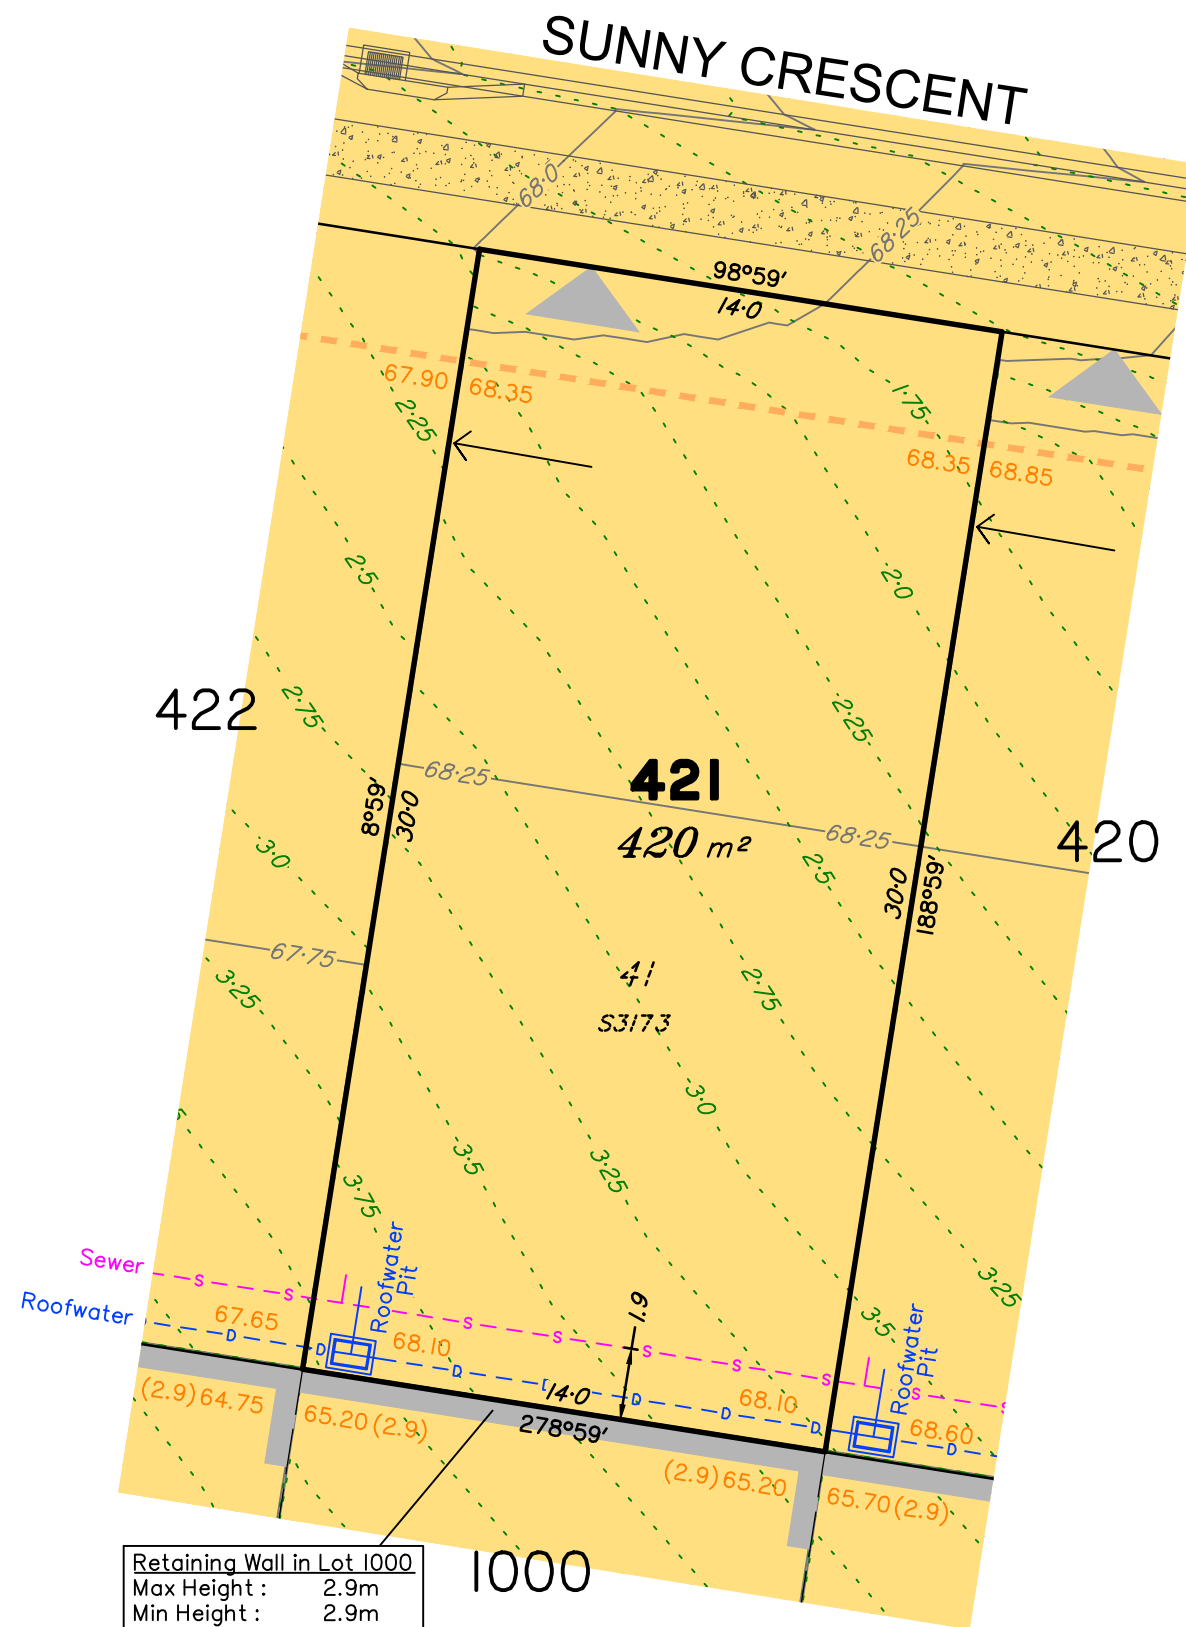 SUNNY CRESCENT
68·0
68·25
98°59′
14·0
67.90
68.35
2·25
1·75
68.35
68.85
2·5
2·0
422
2·75
2·25
68·25
421
8°59′
30·0
420 m²
68·25
420
3·0
2·5
30·0
188°59′
67·75
3·25
41
S3173
2·75
3·0
3·5
3·25
3·75
Roofwater
Pit
Sewer
S
S
S
S
S
S
S
S
S
3·25
3·5
Roofwater
Pit
1.9
Roofwater
67.65
D
D
68.10
D
D
D
D
68.10
68.60
D
(2.9) 64.75
65.20 (2.9)
14·0
278°59′
(2.9) 65.20
65.70 (2.9)
Retaining Wall in Lot 1000
Max Height : 2.9m
Min Height : 2.9m
1000